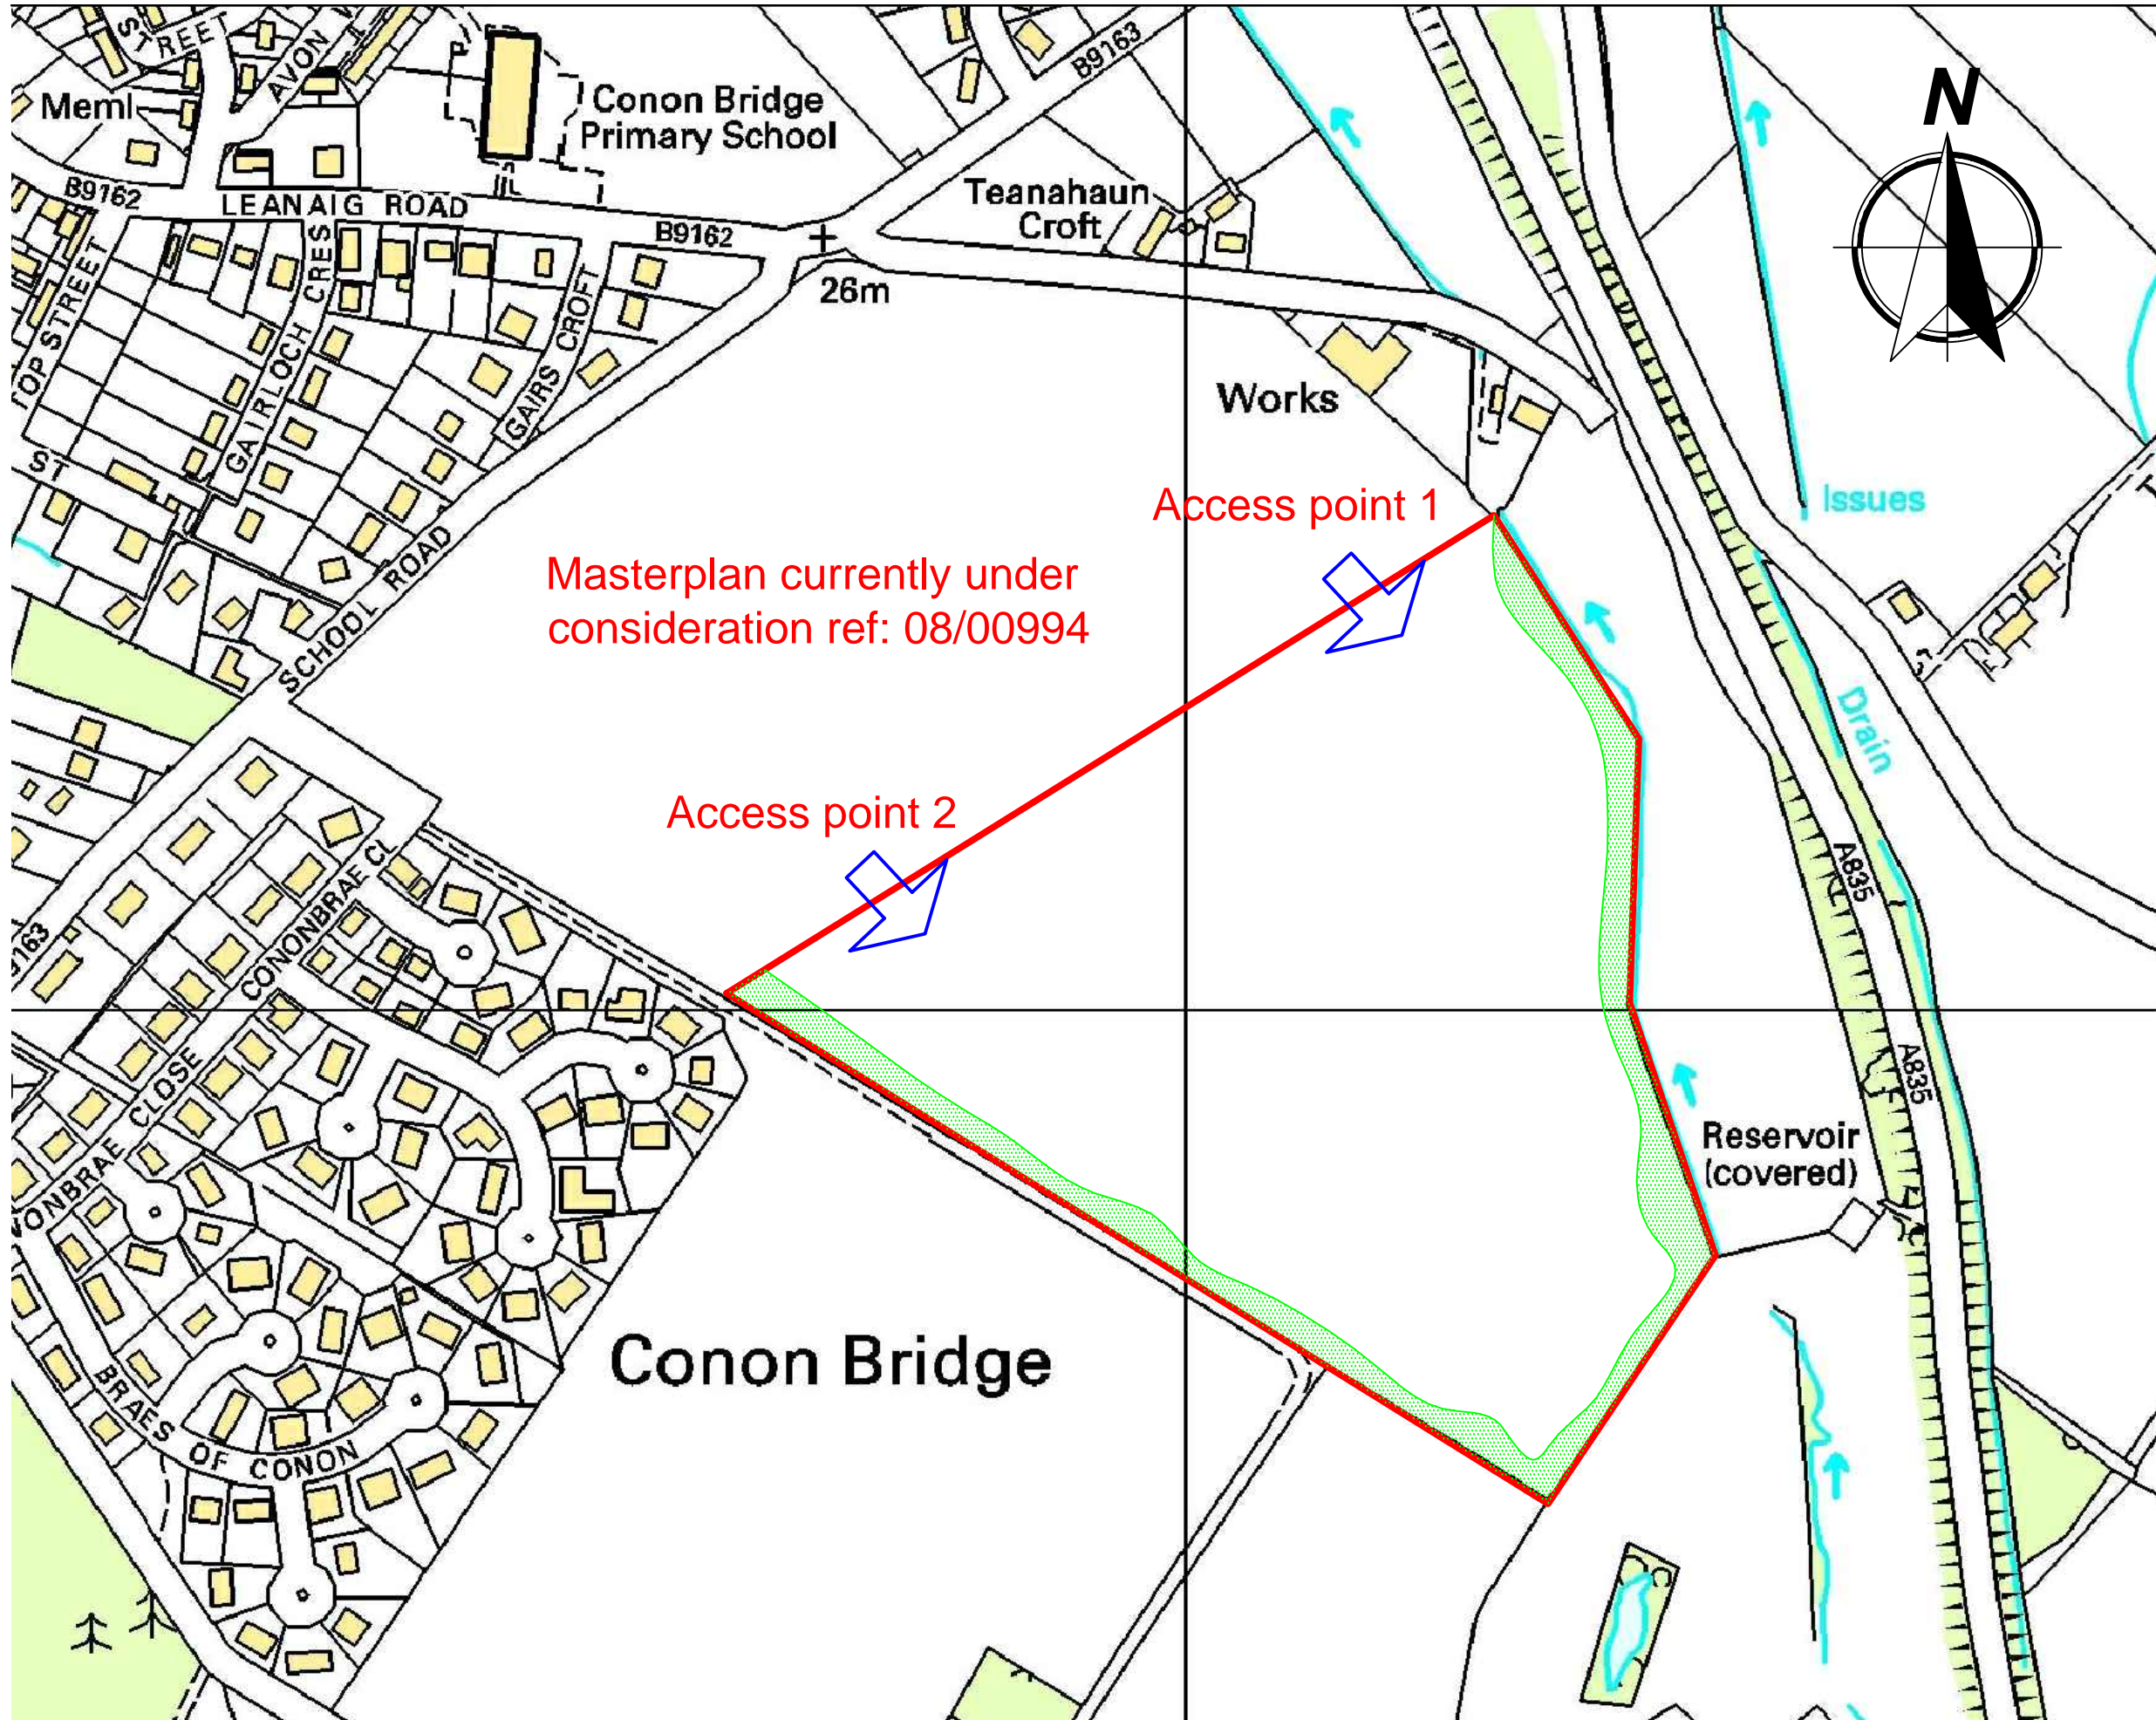 STREET
AVON
B9163
N
Meml
Conon Bridge
Primary School
B9162
LEANAIG ROAD
Teanahaun
Croft
B9162
26m
TOP STREET
GAIRLOCH CRES
GAIRS CROFT
Works
ST
Access point 1
Issues
SCHOOL ROAD
Masterplan currently under
consideration ref: 08/00994
Drain
Access point 2
A835
CONONBRAE
A835
CLOSE
Reservoir
(covered)
Conon Bridge
BRAES OF CONON